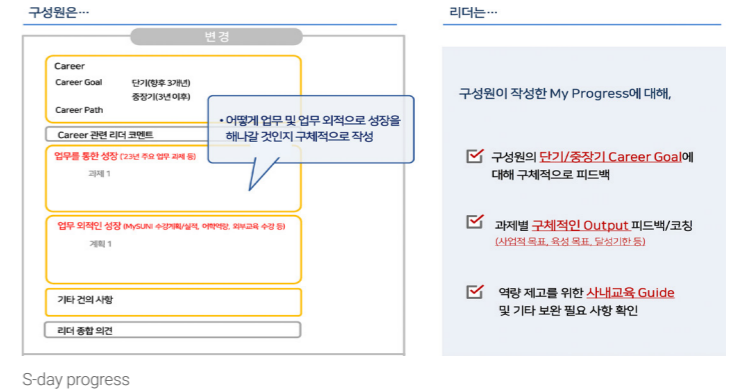 구성원은…
변경
Career
Career Goal 단기(향후 3개년)
중장기(3년 이후)
Career Path
• 어떻게 업무 및 업무 외적으로 성장을
해나갈 것인지 구체적으로 작성
Career 관련 리더 코멘트
업무를 통한 성장 ('23년 주요 업무 과제 등)
과제 1
업무 외적인 성장 (MySUNI 수강계획/실적, 어학역량, 외부교육 수강 등)
계획 1
기타 건의 사항
리더 종합 의견
리더는…
구성원이 작성한 My Progress에 대해,
구성원의 단기/중장기 Career Goal에
대해 구체적으로 피드백
과제별 구체적인 Output 피드백/코칭
(사업적 목표, 육성 목표, 달성기한 등)
역량 제고를 위한 사내교육 Guide
및 기타 보완 필요 사항 확인
S-day progress